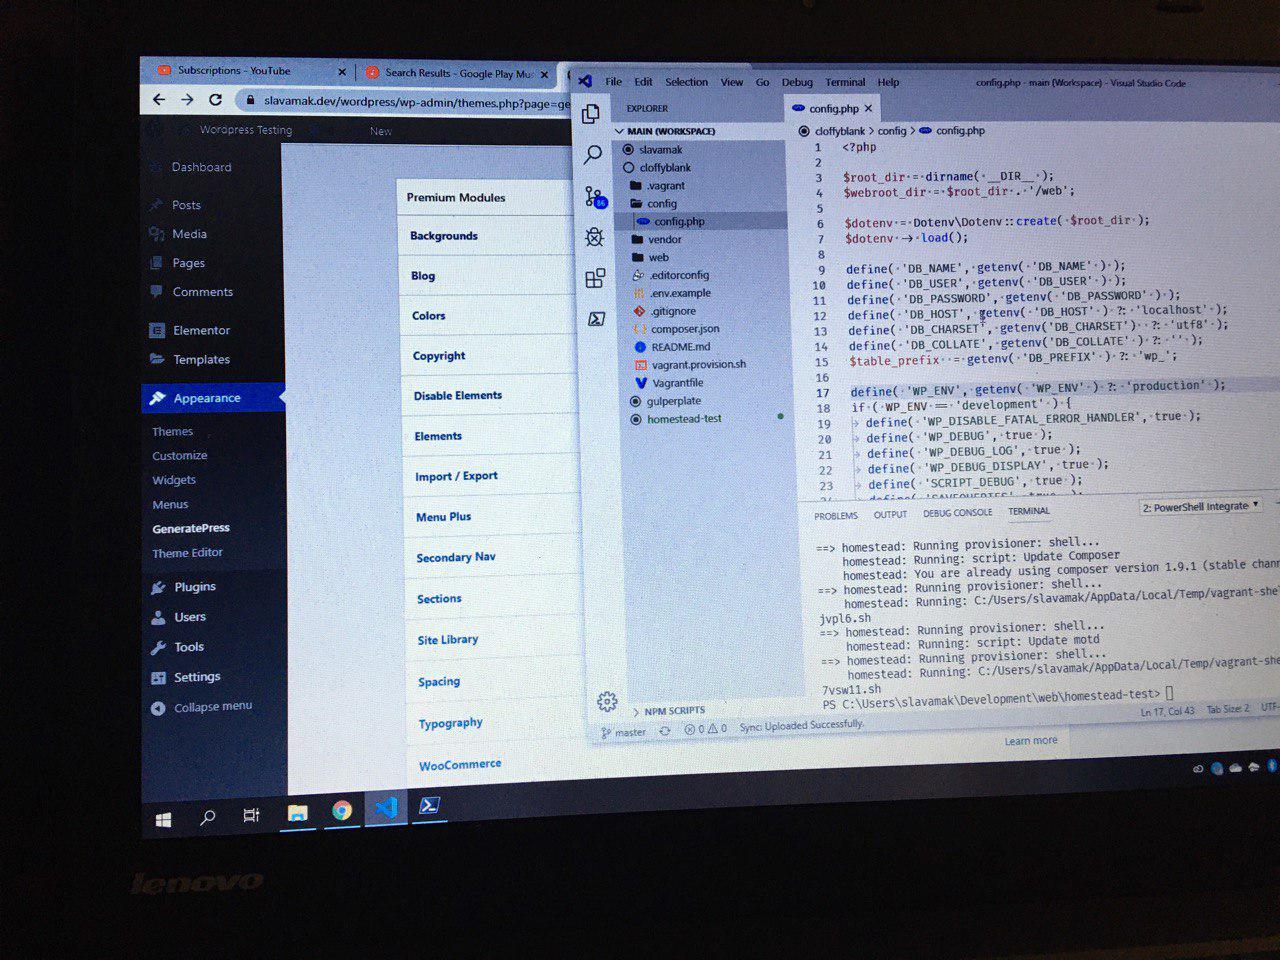 Subscriptions - YouTube
Search Results - Google Play Mu
slavamak.dev/wordpress/wp-admin/themes.php?page=ge
Wordpress Testing
New
Dashboard
Posts
Media
Pages
Comments
Elementor
Templates
Appearance
Themes
Customize
Widgets
Menus
GeneratePress
Theme Editor
Plugins
Users
Tools
Settings
Collapse menu
Premium Modules
Backgrounds
Blog
Colors
Copyright
Disable Elements
Elements
Import / Export
Menu Plus
Secondary Nav
Sections
Site Library
Spacing
Typography
WooCommerce
Learn more
File Edit Selection View Go Debug Terminal Help
config.php - main (Workspace) - Visual Studio Code
EXPLORER
MAIN (WORKSPACE)
slavamak
cloffyblank
.vagrant
config
config.php
vendor
web
.editorconfig
.env.example
.gitignore
composer.json
README.md
vagrant.provision.sh
Vagrantfile
gulperplate
homestead-test
NPM SCRIPTS
86
config.php
cloffyblank > config > config.php
1 <?php
2
3 $root_dir = dirname( __DIR__ );
4 $webroot_dir = $root_dir . '/web';
5
6 $dotenv = Dotenv\Dotenv::create( $root_dir );
7 $dotenv -> load();
8
9 define( 'DB_NAME', getenv( 'DB_NAME' ) );
10 define( 'DB_USER', getenv( 'DB_USER' ) );
11 define( 'DB_PASSWORD', getenv( 'DB_PASSWORD' ) );
12 define( 'DB_HOST', getenv( 'DB_HOST' ) ?: 'localhost' );
13 define( 'DB_CHARSET', getenv('DB_CHARSET') ?: 'utf8' );
14 define( 'DB_COLLATE', getenv( 'DB_COLLATE' ) ?: '' );
15 $table_prefix = getenv( 'DB_PREFIX' ) ?: 'wp_';
16
17 define( 'WP_ENV', getenv( 'WP_ENV' ) ?: 'production' );
18 if ( WP_ENV == 'development' ) {
19 define( 'WP_DISABLE_FATAL_ERROR_HANDLER', true );
20 define( 'WP_DEBUG', true );
21 define( 'WP_DEBUG_LOG', true );
22 define( 'WP_DEBUG_DISPLAY', true );
23 define( 'SCRIPT_DEBUG', true );
24 define( 'SAVEQUERIES', true );
PROBLEMS OUTPUT DEBUG CONSOLE TERMINAL
2: PowerShell Integrate
==> homestead: Running provisioner: shell...
homestead: Running: script: Update Composer
homestead: You are already using composer version 1.9.1 (stable chann
==> homestead: Running provisioner: shell...
homestead: Running: C:/Users/slavamak/AppData/Local/Temp/vagrant-she
jvpl6.sh
==> homestead: Running provisioner: shell...
homestead: Running: script: Update motd
==> homestead: Running provisioner: shell...
homestead: Running: C:/Users/slavamak/AppData/Local/Temp/vagrant-she
7vsw11.sh
PS C:\Users\slavamak\Development\web\homestead-test>
master
0 0
Sync: Uploaded Successfully.
Ln 17, Col 43 Tab Size: 2 UTF-
lenovo